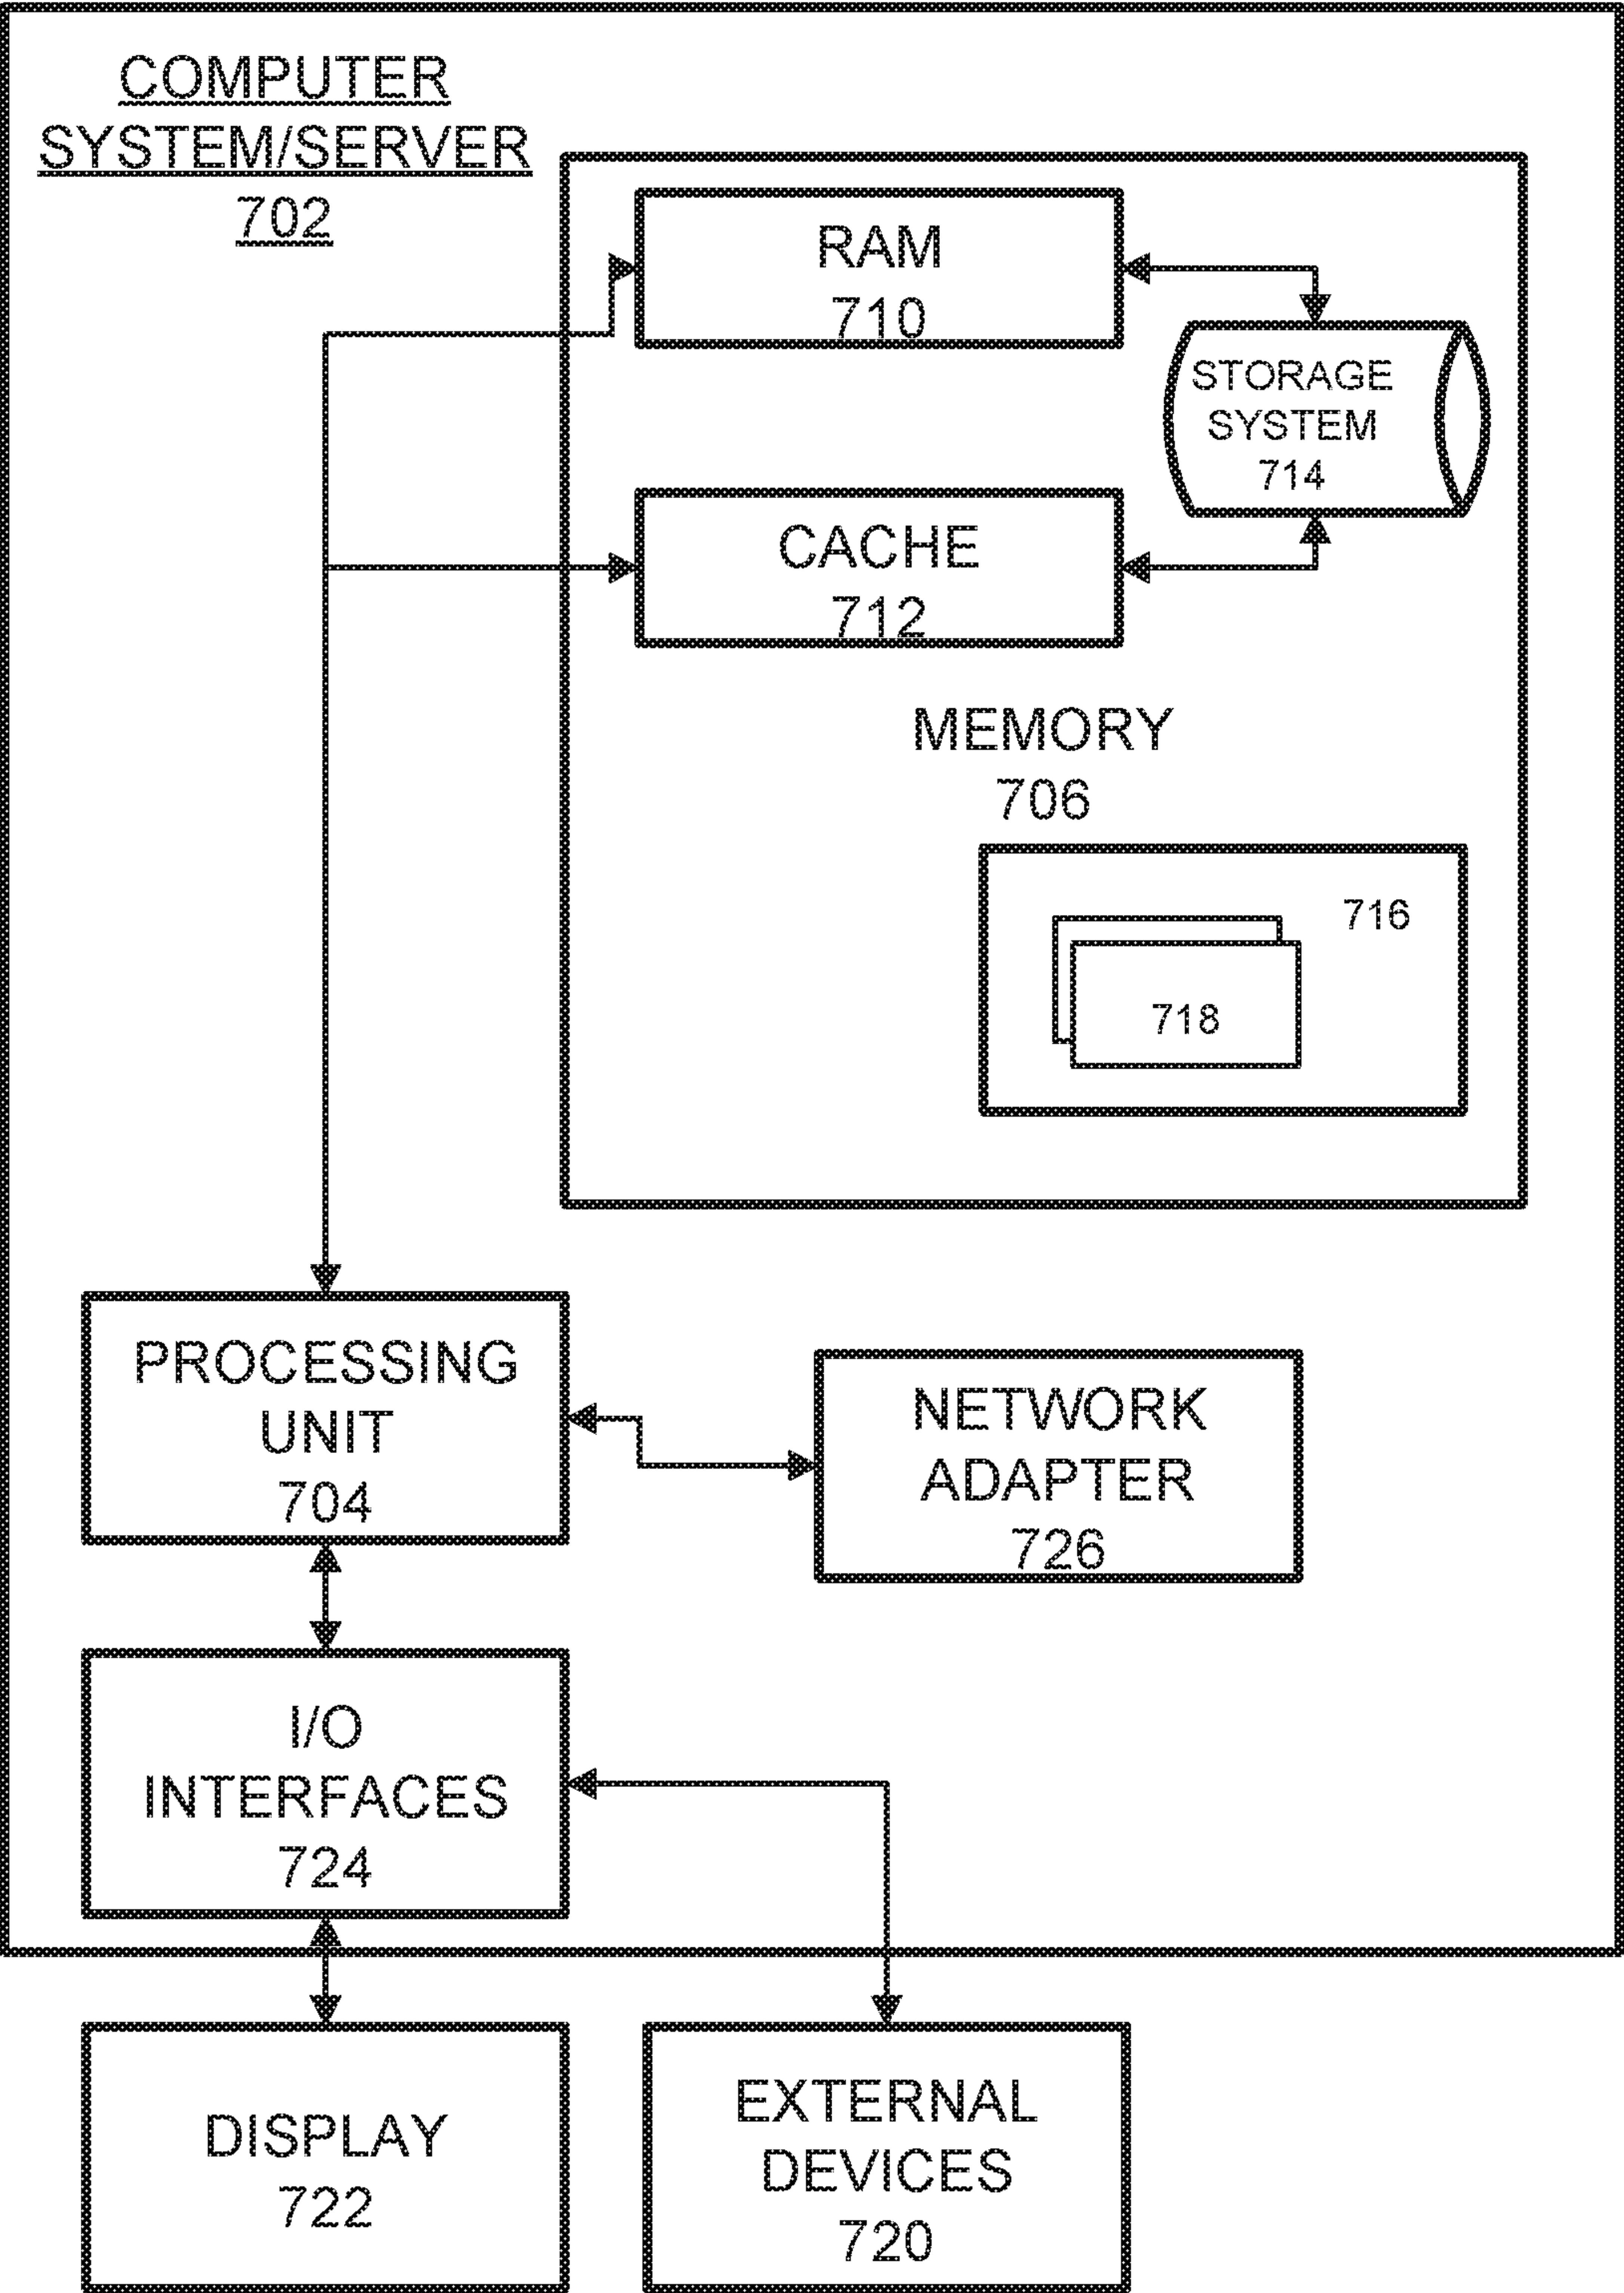 COMPUTER
SYSTEM/SERVER
702
RAM
710
STORAGE
SYSTEM
714
CACHE
712
MEMORY
706
716
718
PROCESSING
UNIT
704
NETWORK
ADAPTER
726
I/O
INTERFACES
724
DISPLAY
722
EXTERNAL
DEVICES
720